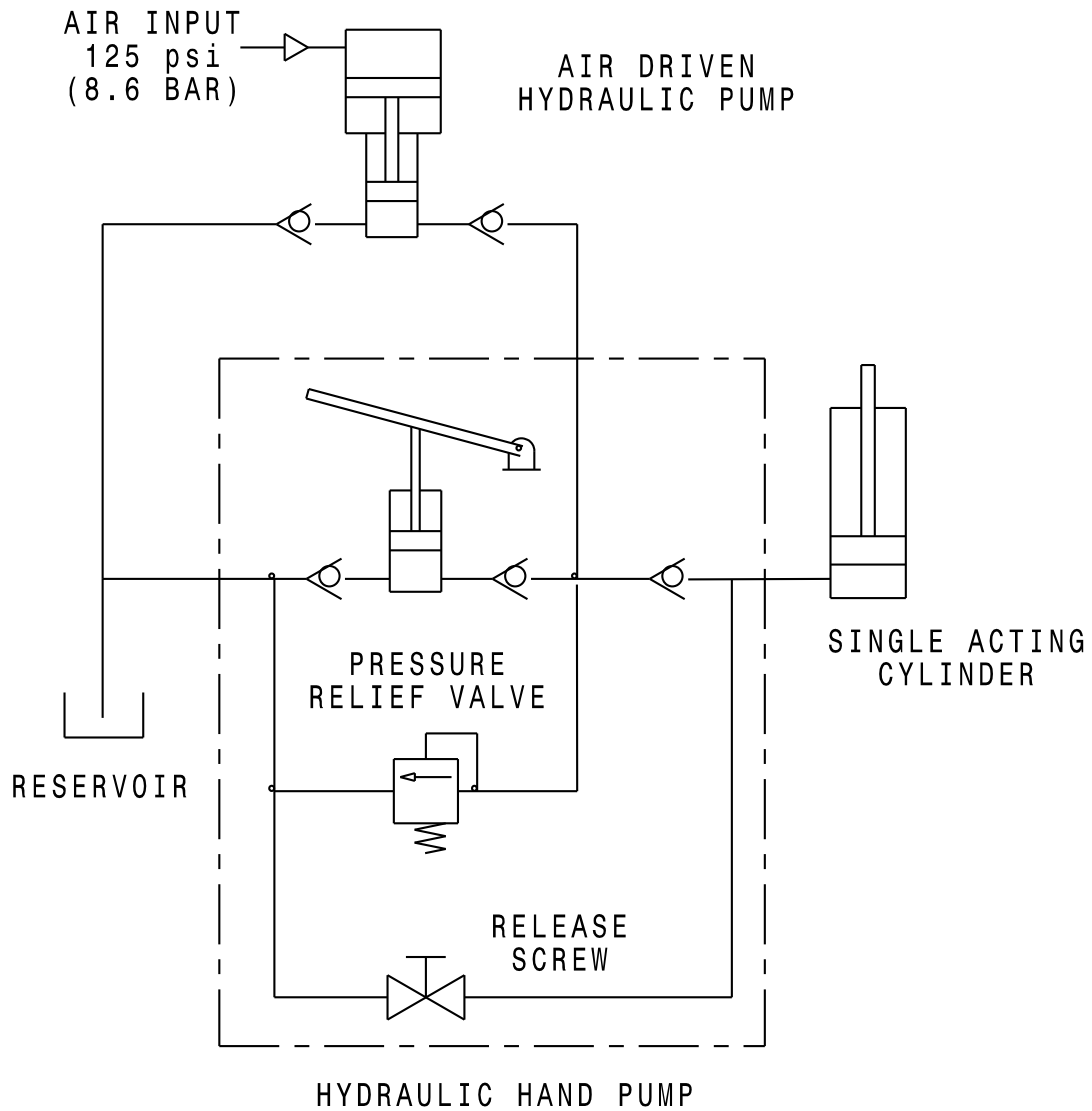 AIR INPUT
125 psi
(8.6 BAR)
AIR DRIVEN
HYDRAULIC PUMP
PRESSURE
RELIEF VALVE
SINGLE ACTING
CYLINDER
RESERVOIR
RELEASE
SCREW
HYDRAULIC HAND PUMP